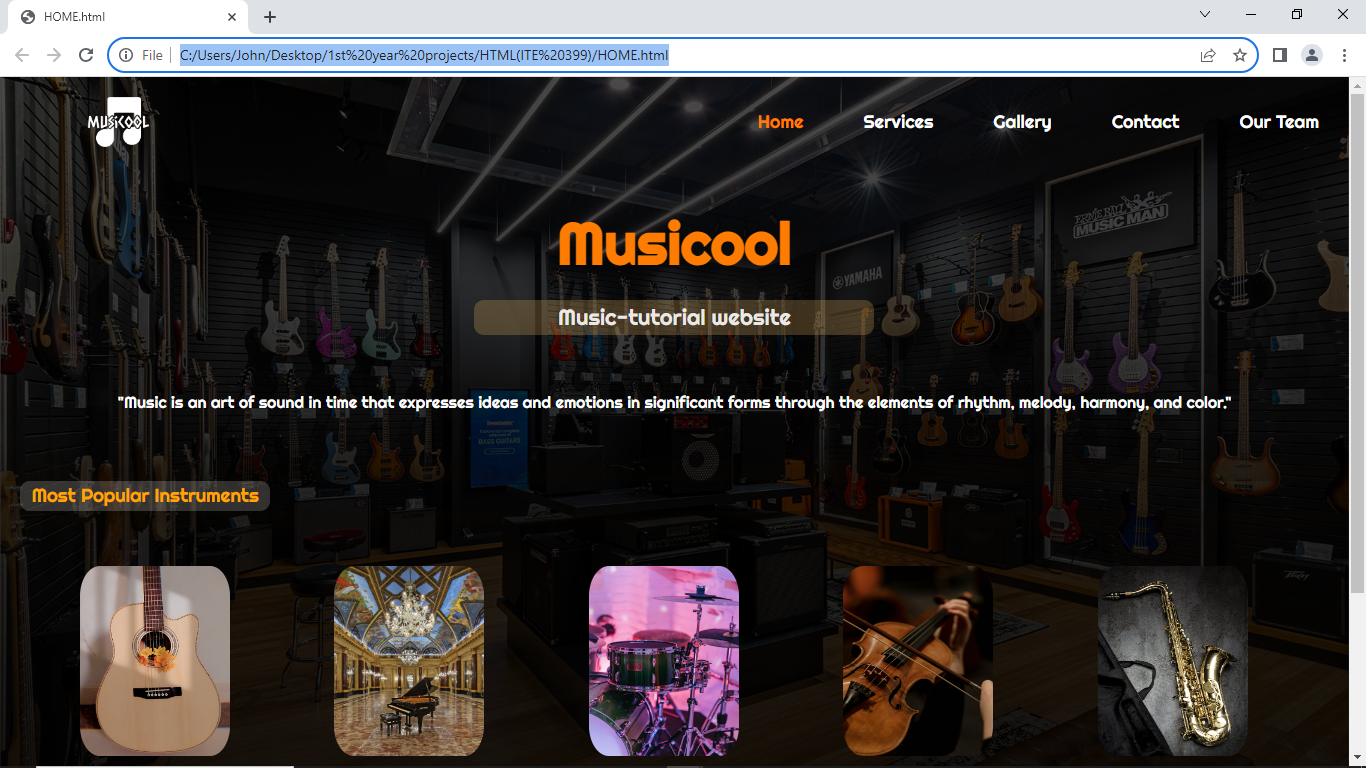 HOME.html
File
C:/Users/John/Desktop/1st%20year%20projects/HTML(ITE%20399)/HOME.html
MUSICOOL
Home Services Gallery Contact Our Team
ERNIE BALL
MUSIC MAN
Musicool
YAMAHA
Music-tutorial website
"Music is an art of sound in time that expresses ideas and emotions in significant forms through the elements of rhythm, melody, harmony, and color."
BASS GUITARS
Most Popular Instruments
PEAVEY